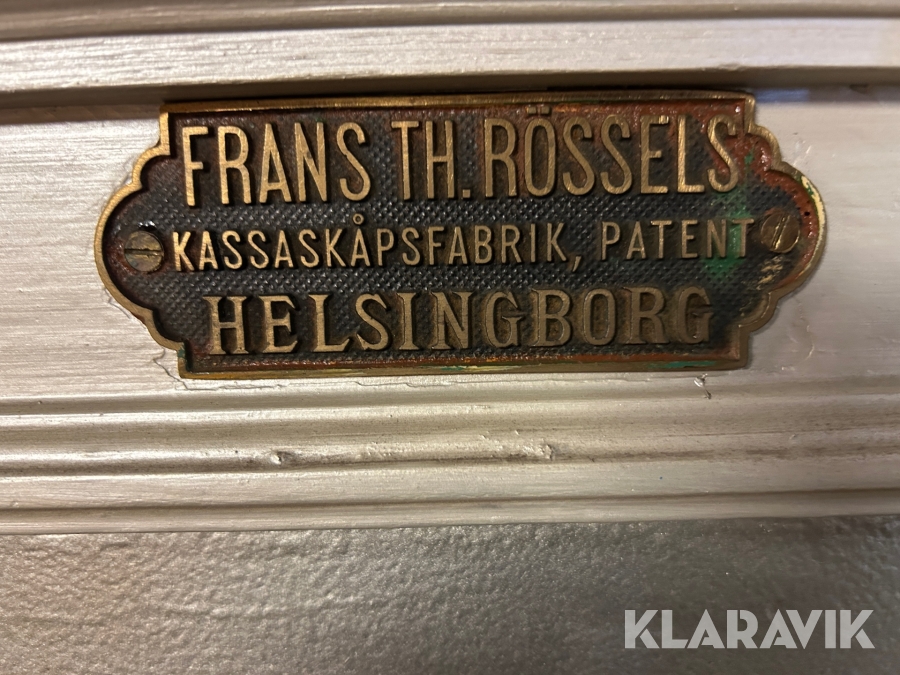 FRANS TH. RÖSSELS
KASSASKÅPSFABRIK, PATENT
HELSINGBORG
KLARAVIK